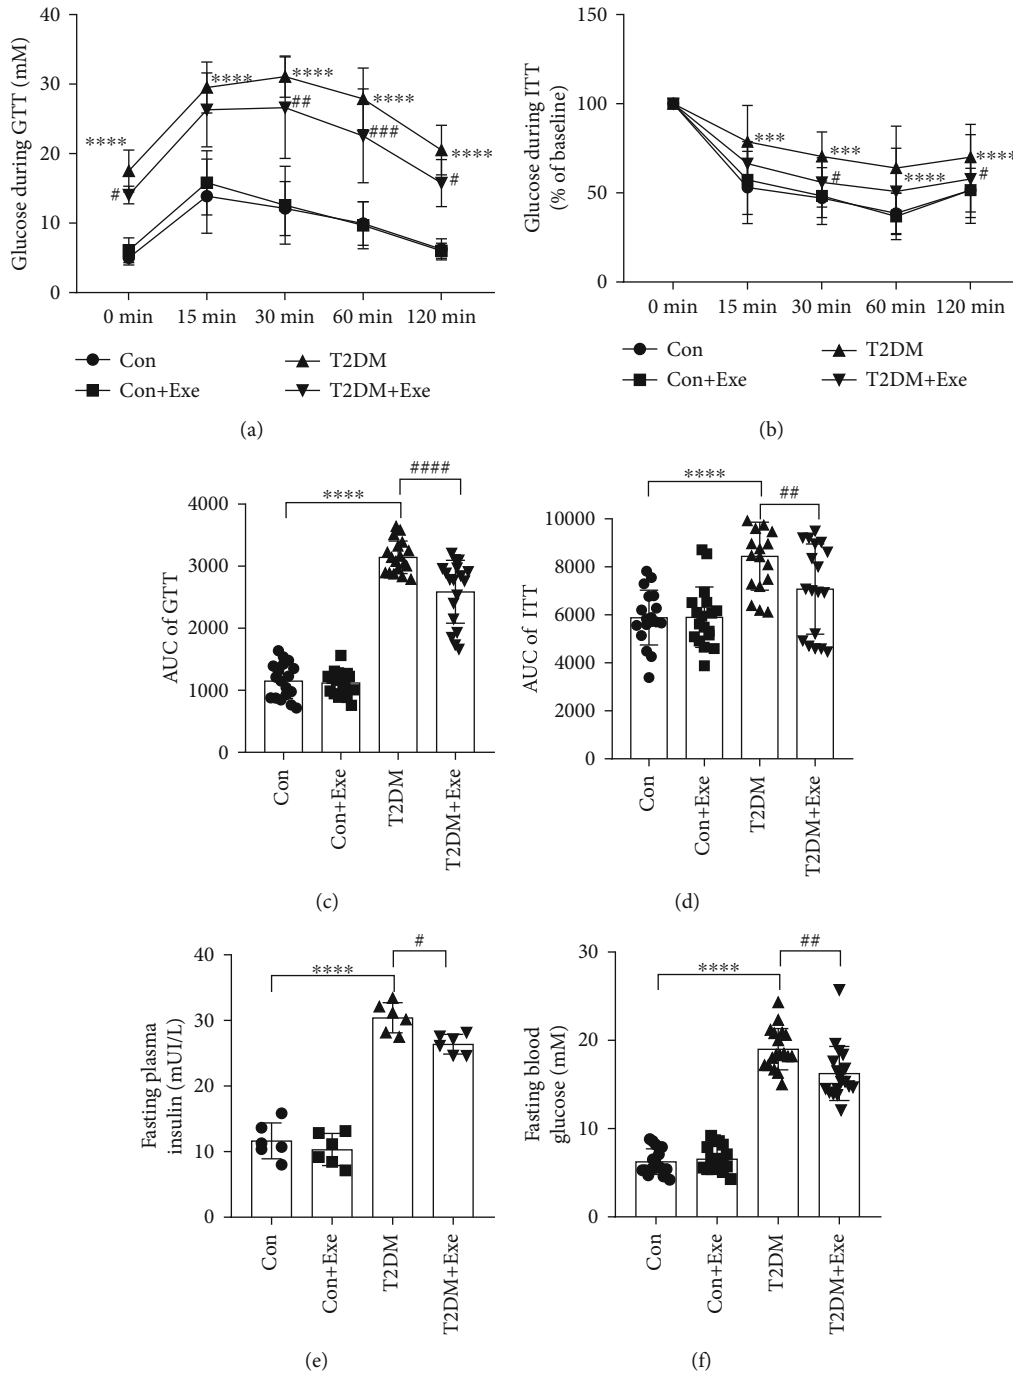 Glucose during GTT (mM)
40
30
20
10
0
****
****
****
****
****
#
##
###
#
0 min 15 min 30 min 60 min 120 min
Con T2DM
Con+Exe T2DM+Exe
(a)
Glucose during ITT
(% of baseline)
150
100
50
0
***
***
****
****
#
#
0 min 15 min 30 min 60 min 120 min
Con T2DM
Con+Exe T2DM+Exe
(b)
AUC of GTT
4000
3000
2000
1000
0
****
####
Con
Con+Exe
T2DM
T2DM+Exe
(c)
AUC of ITT
10000
8000
6000
4000
2000
0
****
##
Con
Con+Exe
T2DM
T2DM+Exe
(d)
Fasting plasma
insulin (mUI/L)
40
30
20
10
0
****
#
Con
Con+Exe
T2DM
T2DM+Exe
(e)
Fasting blood
glucose (mM)
30
20
10
0
****
##
Con
Con+Exe
T2DM
T2DM+Exe
(f)